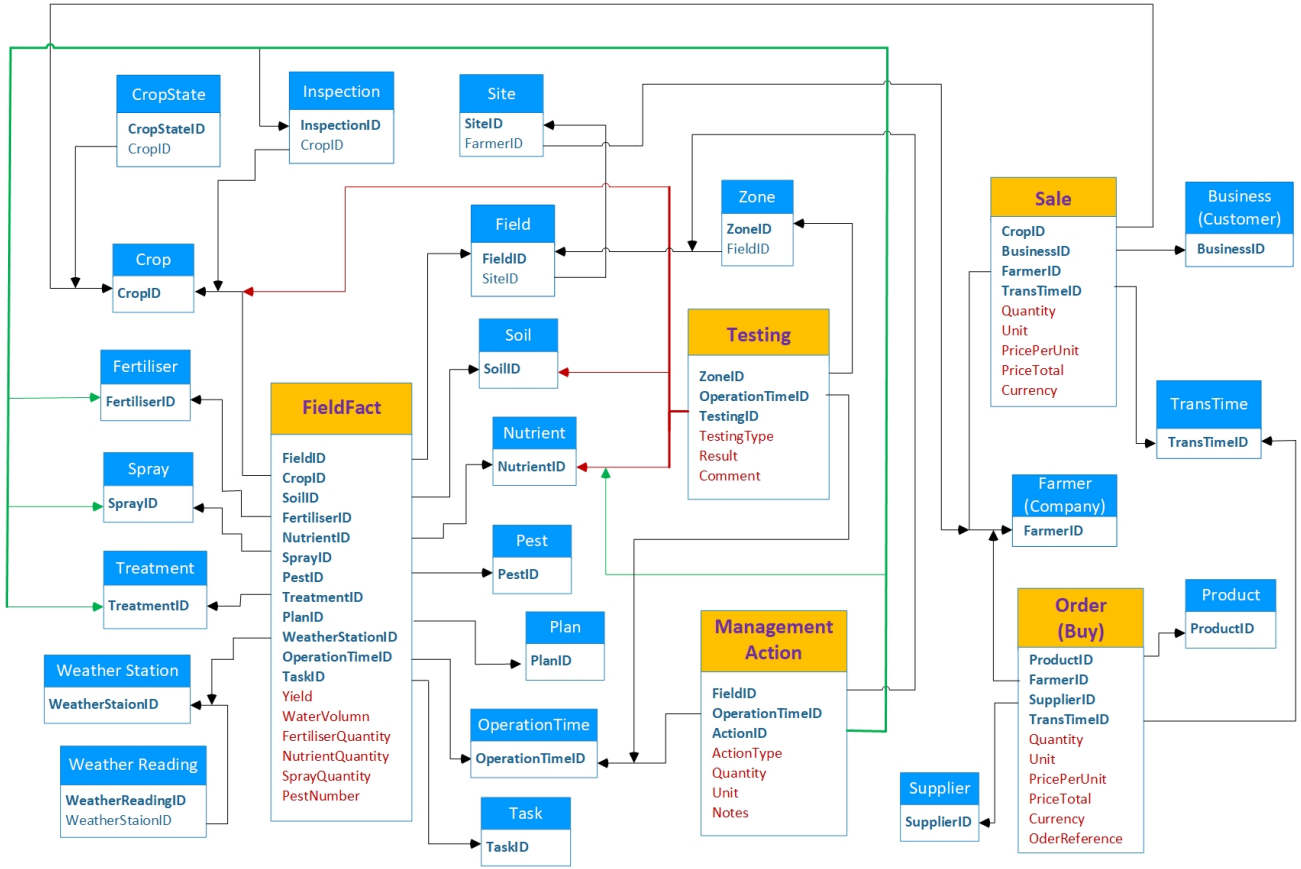 CropState
CropStateID
CropID
Inspection
InspectionID
CropID
Site
SiteID
FarmerID
Field
FieldID
SiteID
Zone
ZoneID
FieldID
Sale
CropID
BusinessID
FarmerID
TransTimeID
Quantity
Unit
PricePerUnit
PriceTotal
Currency
Business
(Customer)
BusinessID
Crop
CropID
Soil
SoilID
Testing
ZoneID
OperationTimeID
TestingID
TestingType
Result
Comment
Fertiliser
FertiliserID
FieldFact
FieldID
CropID
SoilID
FertiliserID
NutrientID
SprayID
PestID
TreatmentID
PlanID
WeatherStationID
OperationTimeID
TaskID
Yield
WaterVolumn
FertiliserQuantity
NutrientQuantity
SprayQuantity
PestNumber
Nutrient
NutrientID
TransTime
TransTimeID
Spray
SprayID
Farmer
(Company)
FarmerID
Pest
PestID
Treatment
TreatmentID
Plan
PlanID
Management
Action
FieldID
OperationTimeID
ActionID
ActionType
Quantity
Unit
Notes
Order
(Buy)
ProductID
FarmerID
SupplierID
TransTimeID
Quantity
Unit
PricePerUnit
PriceTotal
Currency
OderReference
Product
ProductID
Weather Station
WeatherStaionID
OperationTime
OperationTimeID
Weather Reading
WeatherReadingID
WeatherStaionID
Task
TaskID
Supplier
SupplierID